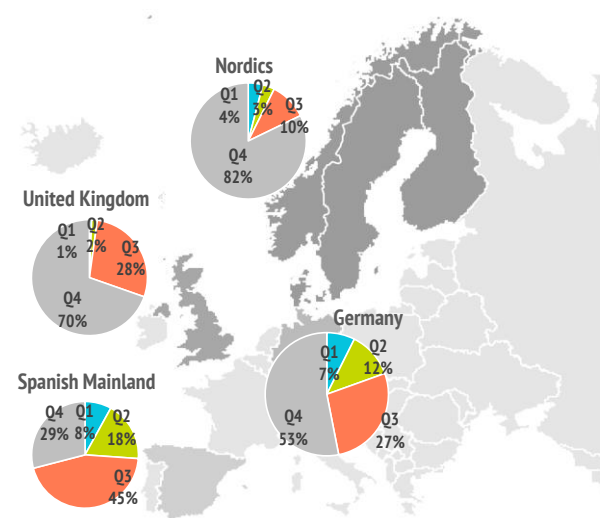 Nordics
Q1
4%
Q2
3%
Q3
10%
Q4
82%
United Kingdom
Q1
1%
Q2
2%
Q3
28%
Q4
70%
Germany
Q1
7%
Q2
12%
Q3
27%
Q4
53%
Spanish Mainland
Q4
29%
Q1
8%
Q2
18%
Q3
45%